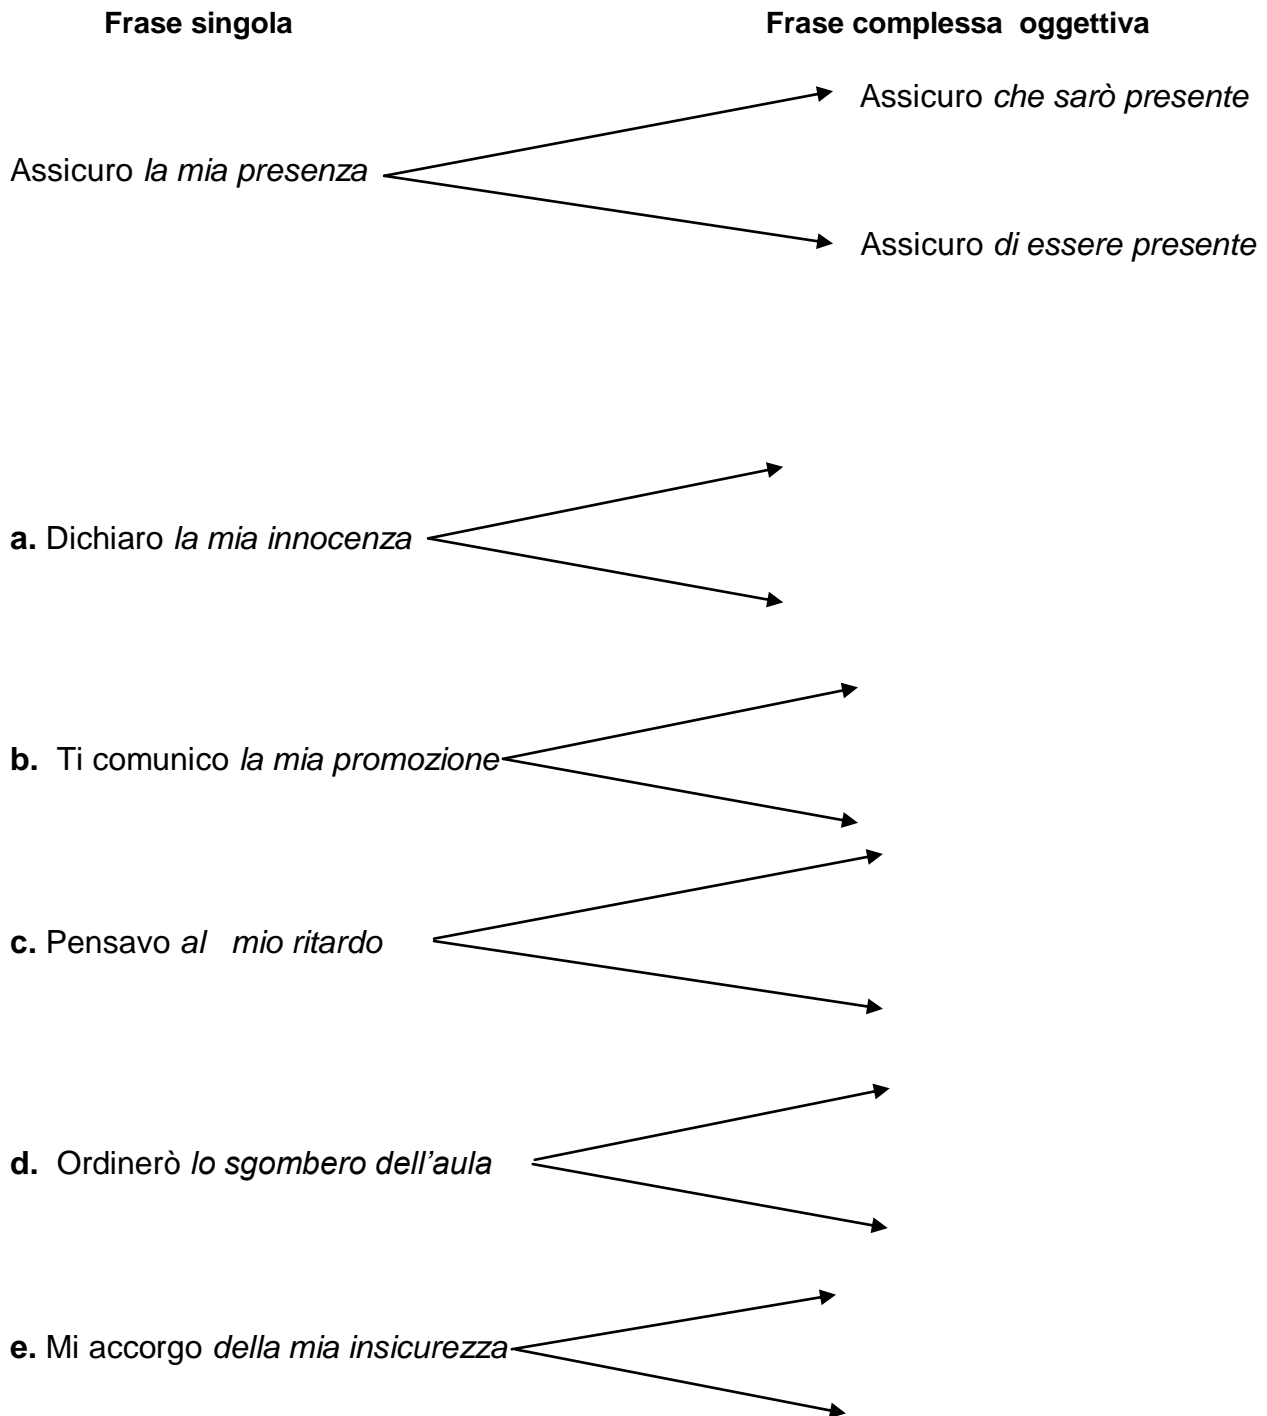 Frase singola Frase complessa oggettiva
Assicuro che sarò presente
Assicuro la mia presenza
Assicuro di essere presente
a. Dichiaro la mia innocenza
b. Ti comunico la mia promozione
c. Pensavo al mio ritardo
d. Ordinerò lo sgombero dell'aula
e. Mi accorgo della mia insicurezza